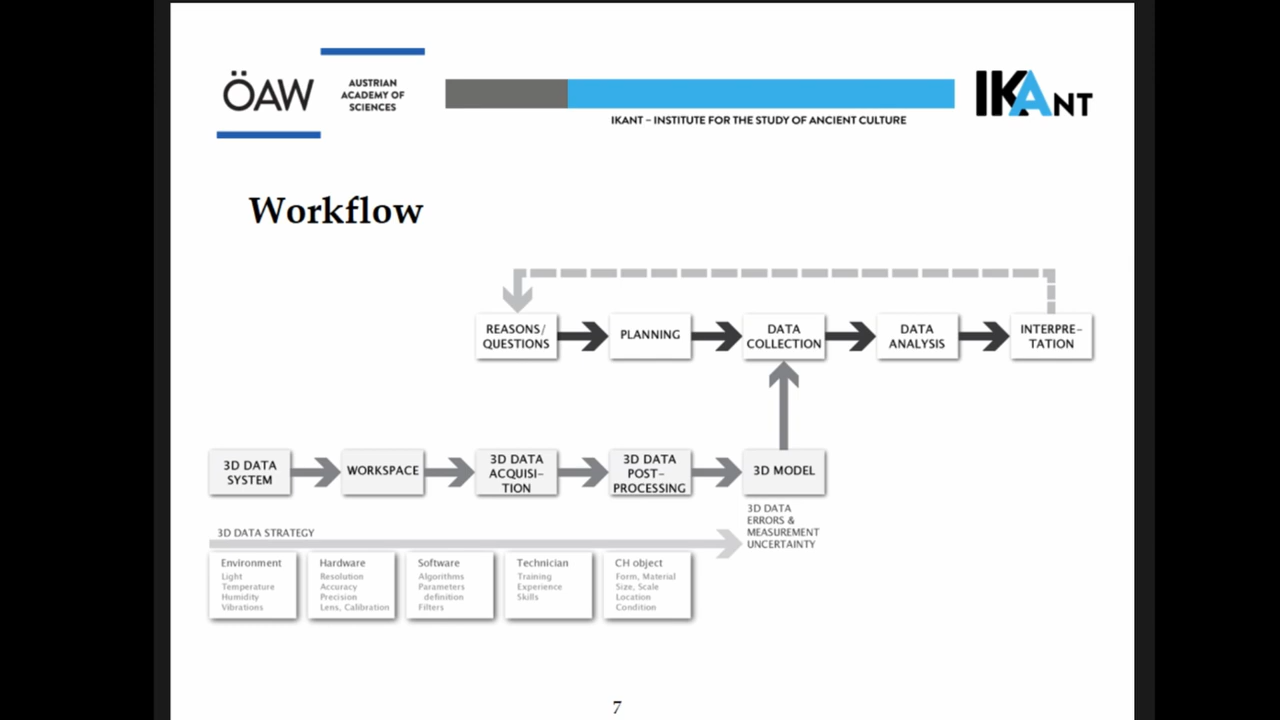 ÖAW
AUSTRIAN
ACADEMY OF
SCIENCES
IKANT – INSTITUTE FOR THE STUDY OF ANCIENT CULTURE
IKANT
Workflow
REASONS/
QUESTIONS
PLANNING
DATA
COLLECTION
DATA
ANALYSIS
INTERPRE-
TATION
3D DATA
SYSTEM
WORKSPACE
3D DATA
ACQUISI-
TION
3D DATA
POST-
PROCESSING
3D MODEL
3D DATA
ERRORS &
MEASUREMENT
UNCERTAINTY
3D DATA STRATEGY
Environment
Light
Temperature
Humidity
Vibrations
Hardware
Resolution
Accuracy
Precision
Lens, Calibration
Software
Algorithms
Parameters
definition
Filters
Technician
Training
Experience
Skills
CH object
Form, Material
Size, Scale
Location
Condition
7